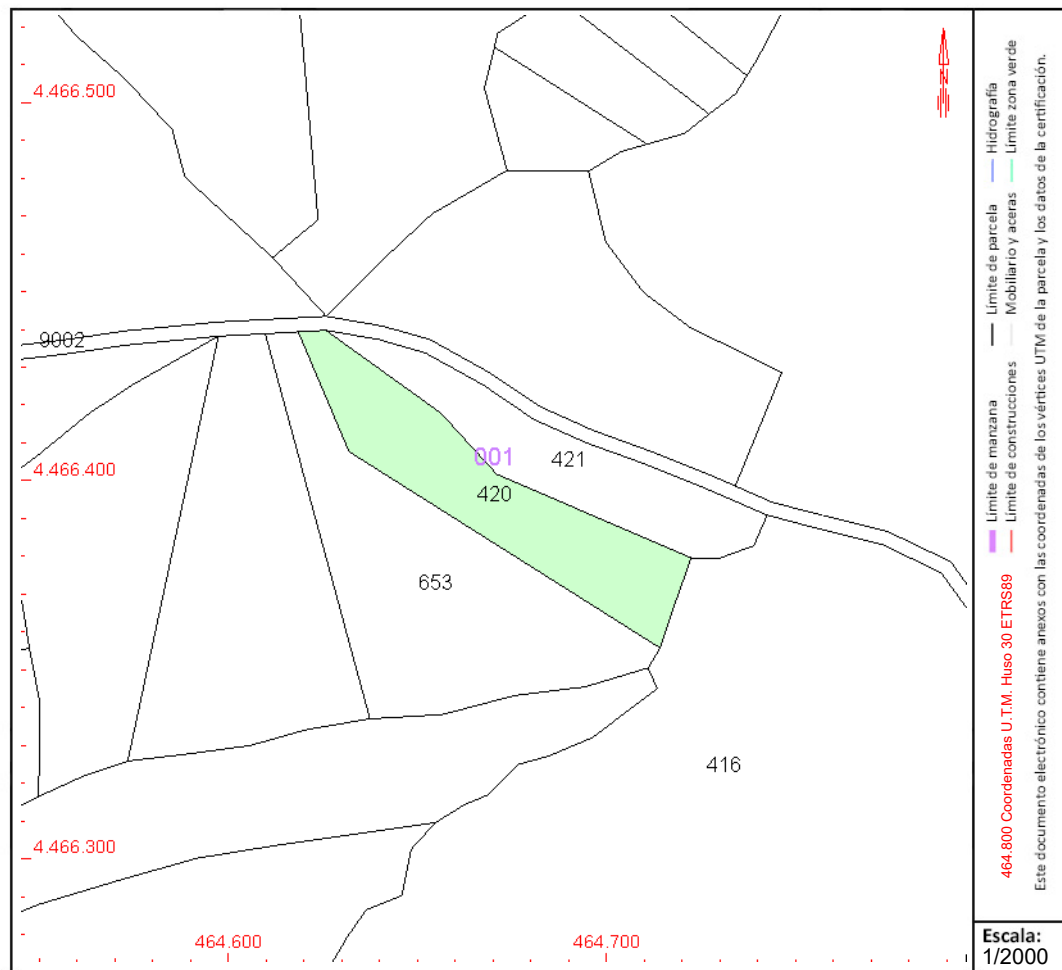 4.466.500
9002
001
421
4.466.400
420
653
416
4.466.300
464.600
464.700
N
Hidrografía
Límite zona verde
Límite de parcela
Mobiliario y aceras
Límite de manzana
Límite de construcciones
464.800 Coordenadas U.T.M. Huso 30 ETRS89
Este documento electrónico contiene anexos con las coordenadas de los vértices UTM de la parcela y los datos de la certificación.
Escala:
1/2000